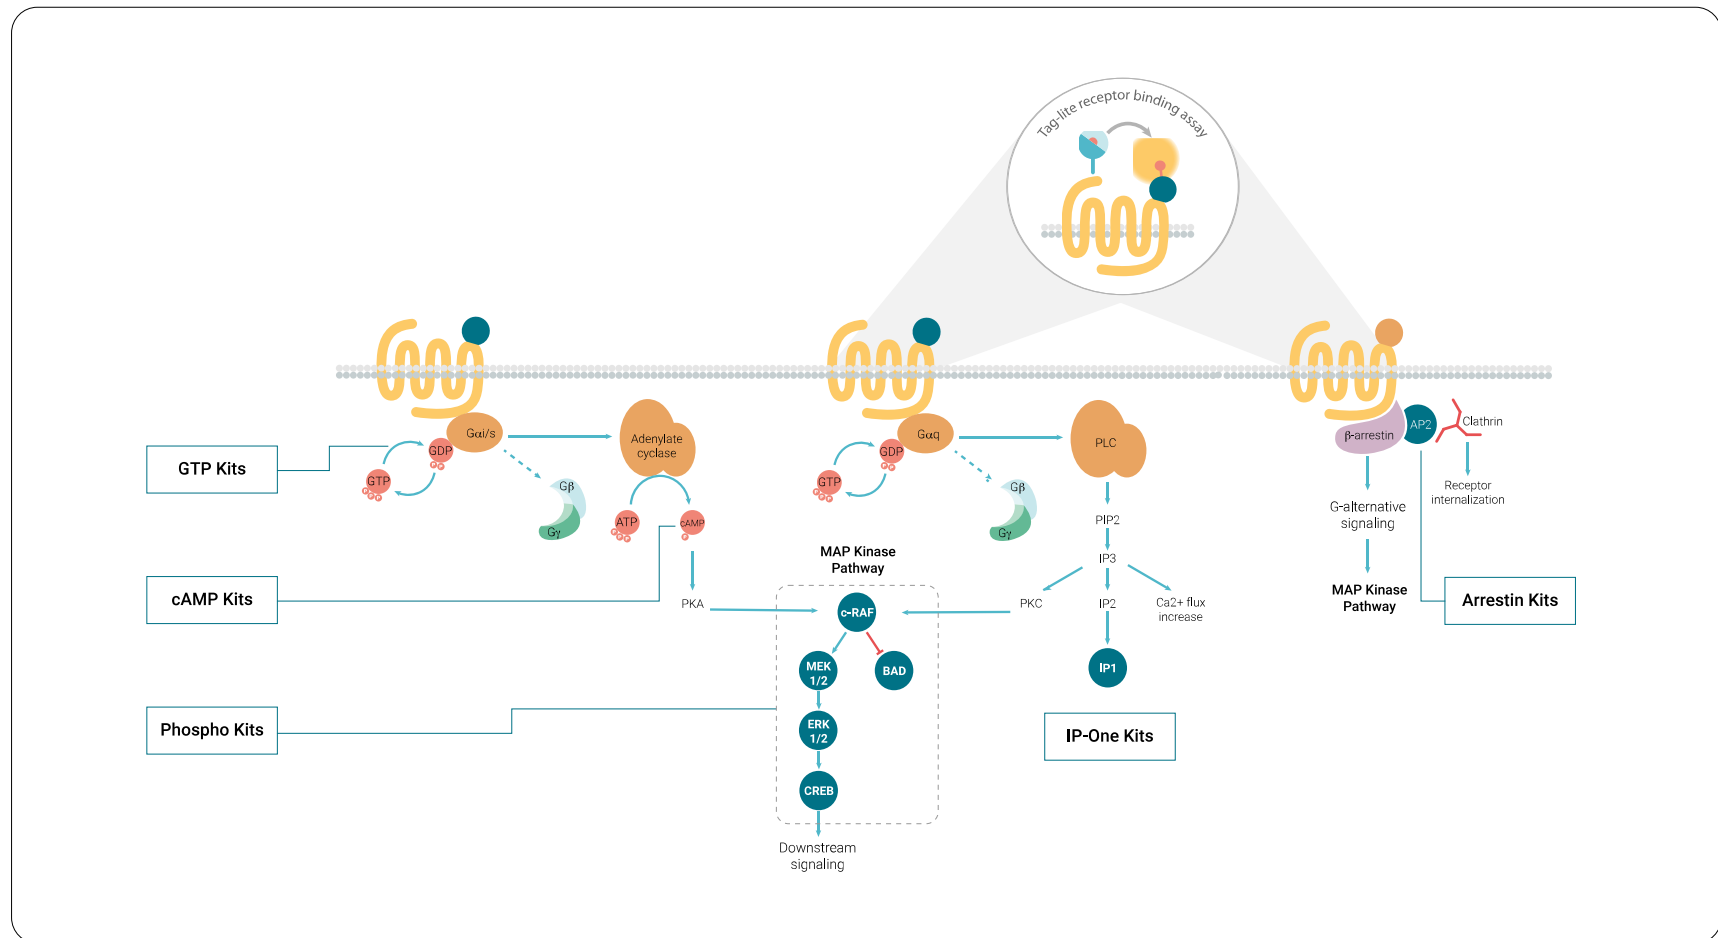 Tag-lite receptor binding assay
GTP Kits
cAMP Kits
Phospho Kits
Gαi/s
GDP
P
P
GTP
P
P
P
Adenylate
cyclase
Gβ
Gγ
ATP
P
P
P
cAMP
P
PKA
MAP Kinase
Pathway
c-RAF
MEK
1/2
BAD
ERK
1/2
CREB
Downstream
signaling
Gαq
GDP
P
P
GTP
P
P
P
Gβ
Gγ
PLC
PIP2
IP3
PKC
IP2
Ca2+ flux
increase
IP1
IP-One Kits
β-arrestin
AP2
Clathrin
Receptor
internalization
G-alternative
signaling
MAP Kinase
Pathway
Arrestin Kits